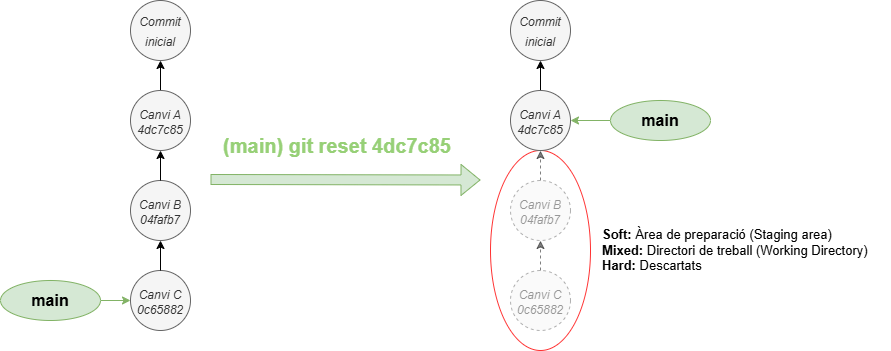 Commit
inicial
Canvi A
4dc7c85
Canvi B
04fafb7
Canvi C
0c65882
main
(main) git reset 4dc7c85
Commit
inicial
Canvi A
4dc7c85
main
Canvi B
04fafb7
Canvi C
0c65882
Soft: Àrea de preparació (Staging area)
Mixed: Directori de treball (Working Directory)
Hard: Descartats